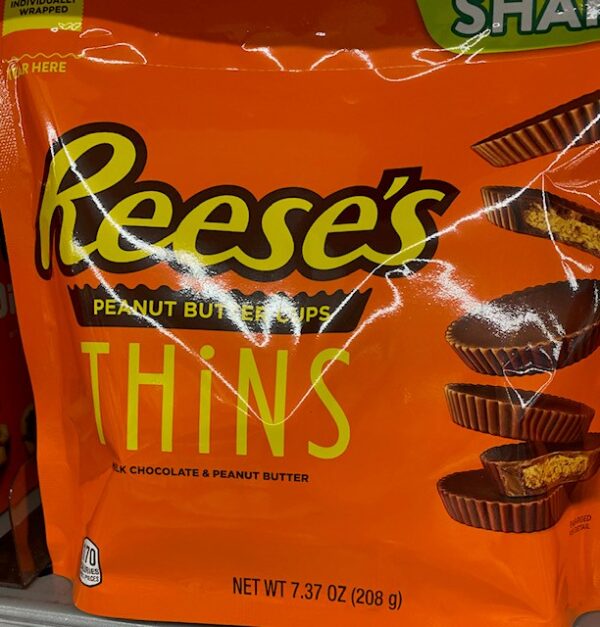 INDIVIDUALLY
WRAPPED
SHA
HERE
Reese's
PEANUT BUTTER CUPS
THiNS
LK CHOCOLATE & PEANUT BUTTER
70
NET WT 7.37 OZ (208 g)